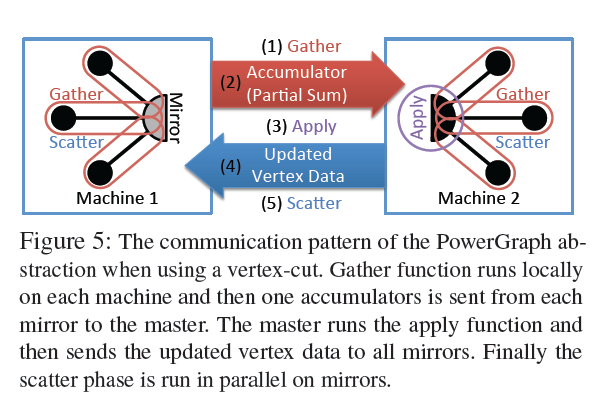 (1) Gather
Gather
Scatter
Mirror
Machine 1
(2) Accumulator
(Partial Sum)
(3) Apply
(4) Updated
Vertex Data
(5) Scatter
Apply
Gather
Scatter
Machine 2
Figure 5: The communication pattern of the PowerGraph ab-
straction when using a vertex-cut. Gather function runs locally
on each machine and then one accumulators is sent from each
mirror to the master. The master runs the apply function and
then sends the updated vertex data to all mirrors. Finally the
scatter phase is run in parallel on mirrors.